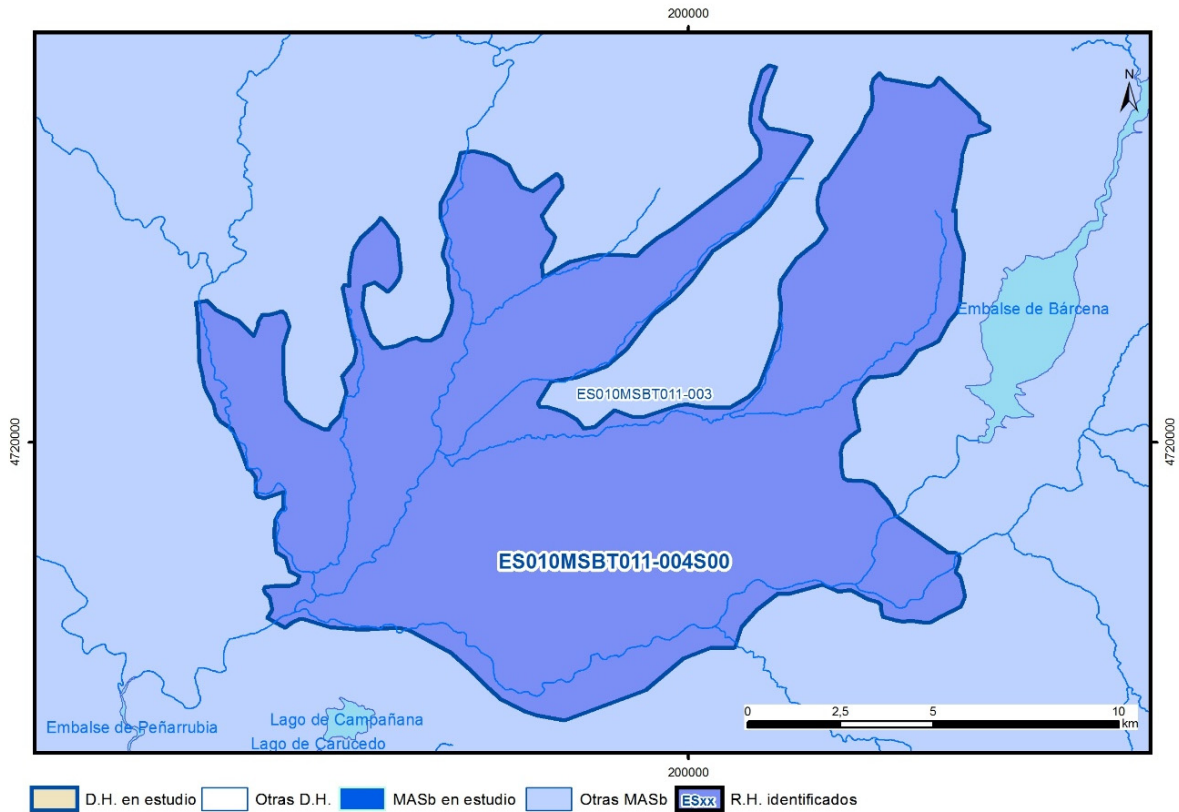 200000
N
Embalse de Bárcena
ES010MSBT011-003
4720000
4720000
ES010MSBT011-004S00
Embalse de Peñarrubia
Lago de Campañana
Lago de Carucedo
0 2,5 5 10
km
200000
D.H. en estudio Otras D.H. MASb en estudio Otras MASb ESxx R.H. identificados